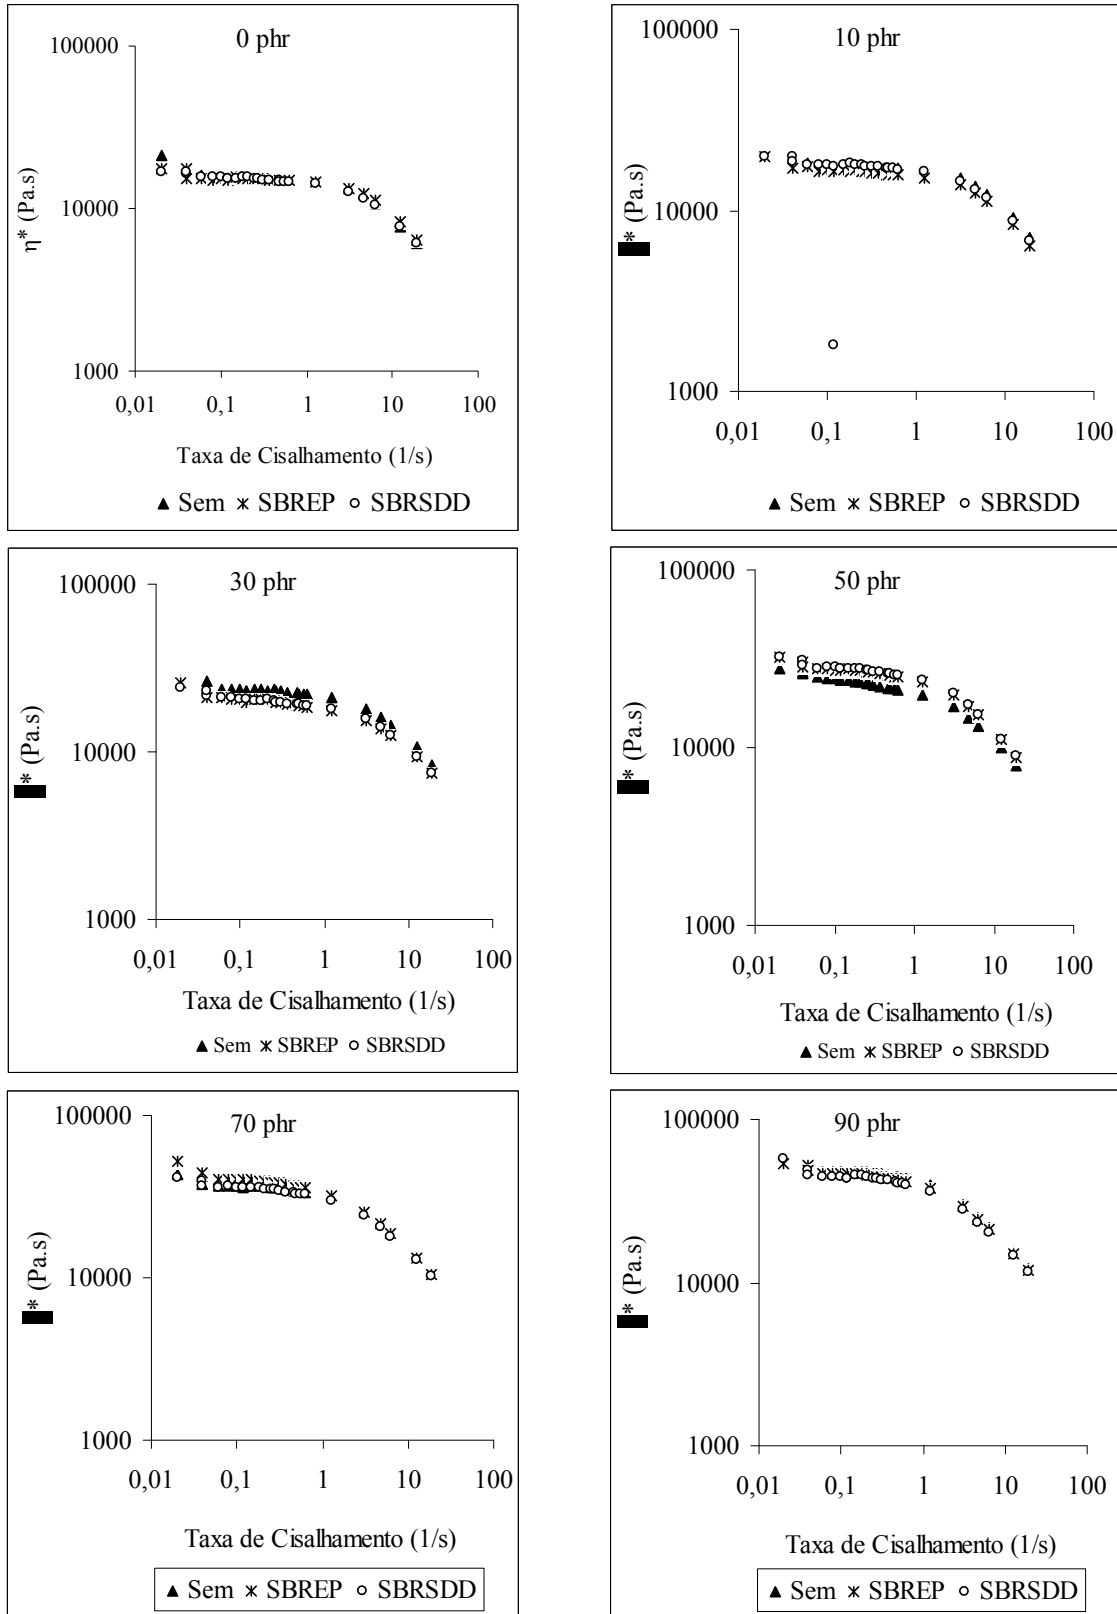 0 phr
100000
10000
1000
η* (Pa.s)
0,01 0,1 1 10 100
Taxa de Cisalhamento (1/s)
Sem SBREP SBRSDD
10 phr
100000
10000
1000
* (Pa.s)
0,01 0,1 1 10 100
Sem SBREP SBRSDD
30 phr
100000
10000
1000
* (Pa.s)
0,01 0,1 1 10 100
Taxa de Cisalhamento (1/s)
Sem SBREP SBRSDD
50 phr
100000
10000
1000
* (Pa.s)
0,01 0,1 1 10 100
Taxa de Cisalhamento (1/s)
Sem SBREP SBRSDD
70 phr
100000
10000
1000
* (Pa.s)
0,01 0,1 1 10 100
Taxa de Cisalhamento (1/s)
Sem SBREP SBRSDD
90 phr
100000
10000
1000
* (Pa.s)
0,01 0,1 1 10 100
Taxa de Cisalhamento (1/s)
Sem SBREP SBRSDD